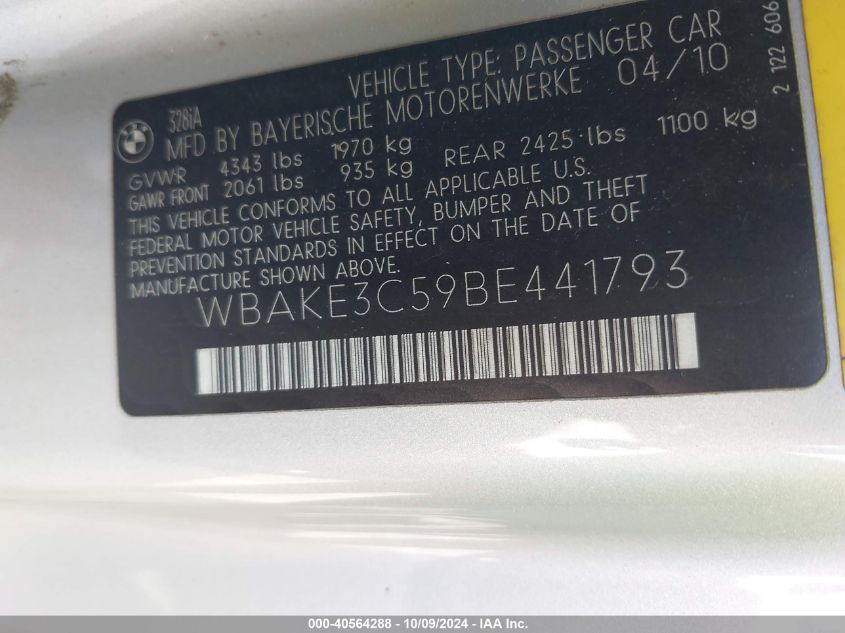 VEHICLE TYPE: PASSENGER CAR
328iA
MFD BY BAYERISCHE MOTORENWERKE 04/10
GVWR 4343 lbs 1970 kg
GAWR FRONT 2061 lbs 935 kg REAR 2425 lbs 1100 kg
THIS VEHICLE CONFORMS TO ALL APPLICABLE U.S.
FEDERAL MOTOR VEHICLE SAFETY, BUMPER AND THEFT
PREVENTION STANDARDS IN EFFECT ON THE DATE OF
MANUFACTURE SHOWN ABOVE.
WBAKE3C59BE441793
2 122 606
BMW
000-40564288 - 10/09/2024 - IAA Inc.